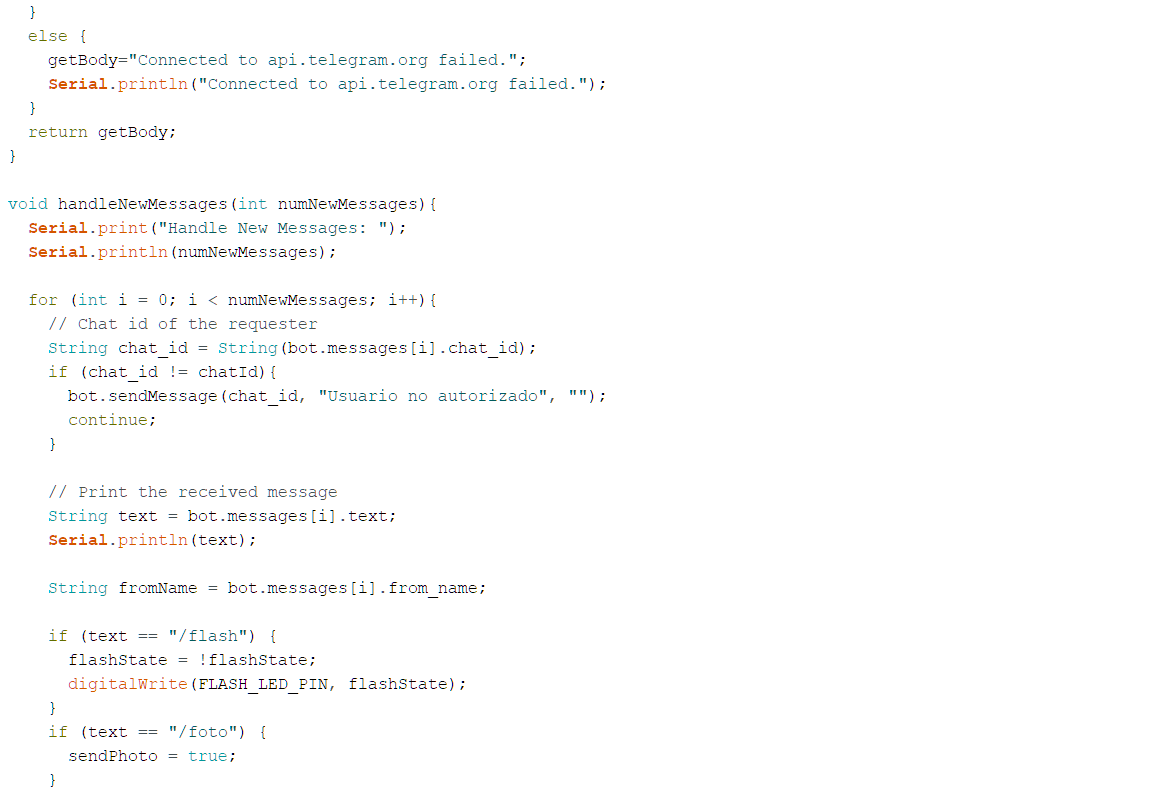 }
  else {
    getBody="Connected to api.telegram.org failed.";
    Serial.println("Connected to api.telegram.org failed.");
  }
  return getBody;
}

void handleNewMessages(int numNewMessages){
  Serial.print("Handle New Messages: ");
  Serial.println(numNewMessages);

  for (int i = 0; i < numNewMessages; i++){
    // Chat id of the requester
    String chat_id = String(bot.messages[i].chat_id);
    if (chat_id != chatId){
      bot.sendMessage(chat_id, "Usuario no autorizado", "");
      continue;
    }

    // Print the received message
    String text = bot.messages[i].text;
    Serial.println(text);

    String fromName = bot.messages[i].from_name;

    if (text == "/flash") {
      flashState = !flashState;
      digitalWrite(FLASH_LED_PIN, flashState);
    }
    if (text == "/foto") {
      sendPhoto = true;
    }